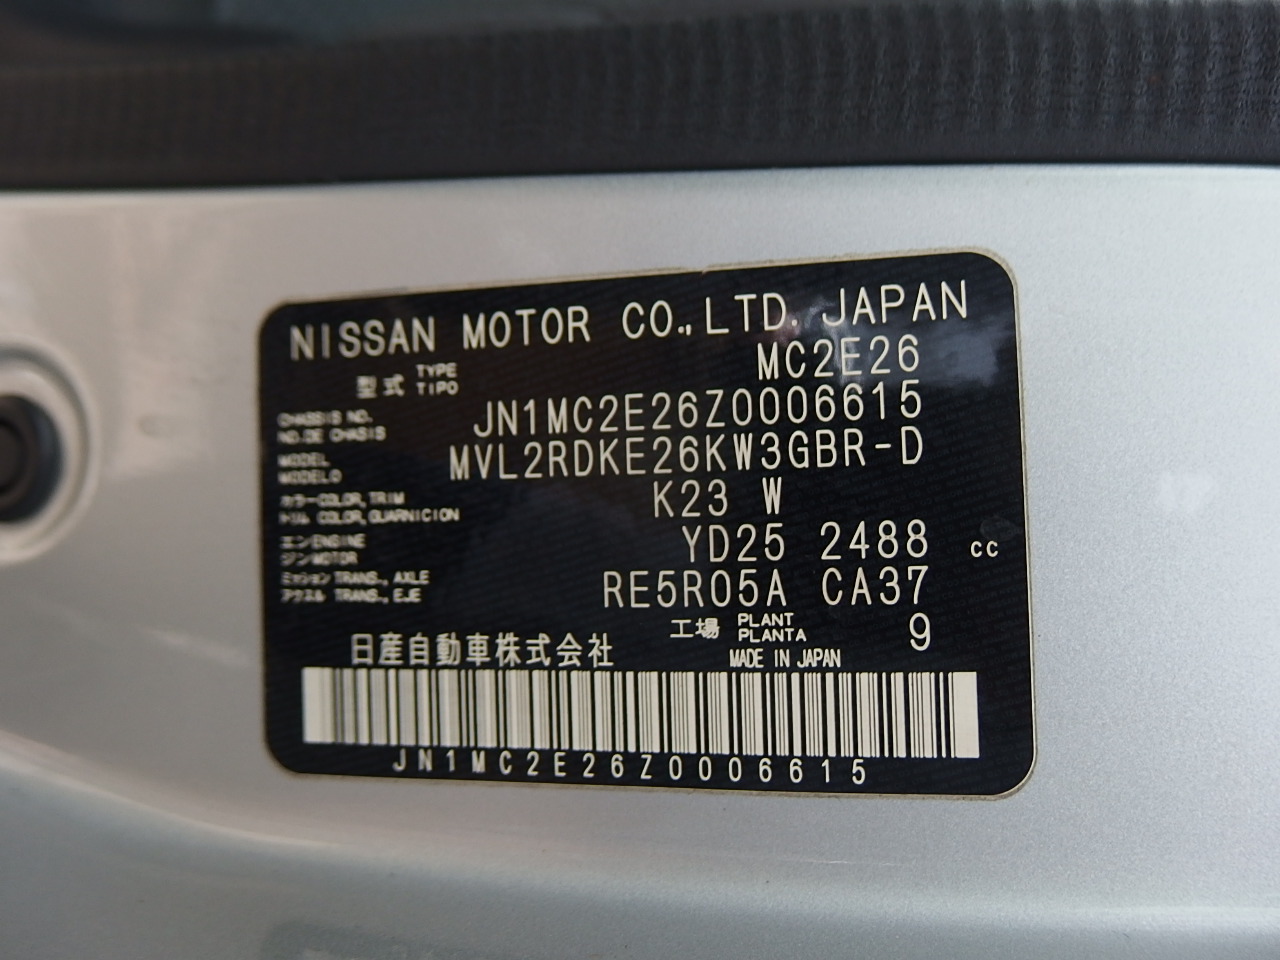 NISSAN MOTOR CO., LTD. JAPAN
型式 TYPE TIPO MC2E26
CHASSIS NO. NO. DE CHASIS JN1MC2E26Z0006615
MODEL MODELO MVL2RDKE26KW3GBR-D
カラー COLOR, TRIM トリム COLOR, GUARNICION K23 W
エンジン ENGINE MOTOR YD25 2488 cc
ミッション TRANS., AXLE アクスル TRANS., EJE RE5R05A CA37
工場 PLANT PLANTA 9
日産自動車株式会社 MADE IN JAPAN
JN1MC2E26Z0006615